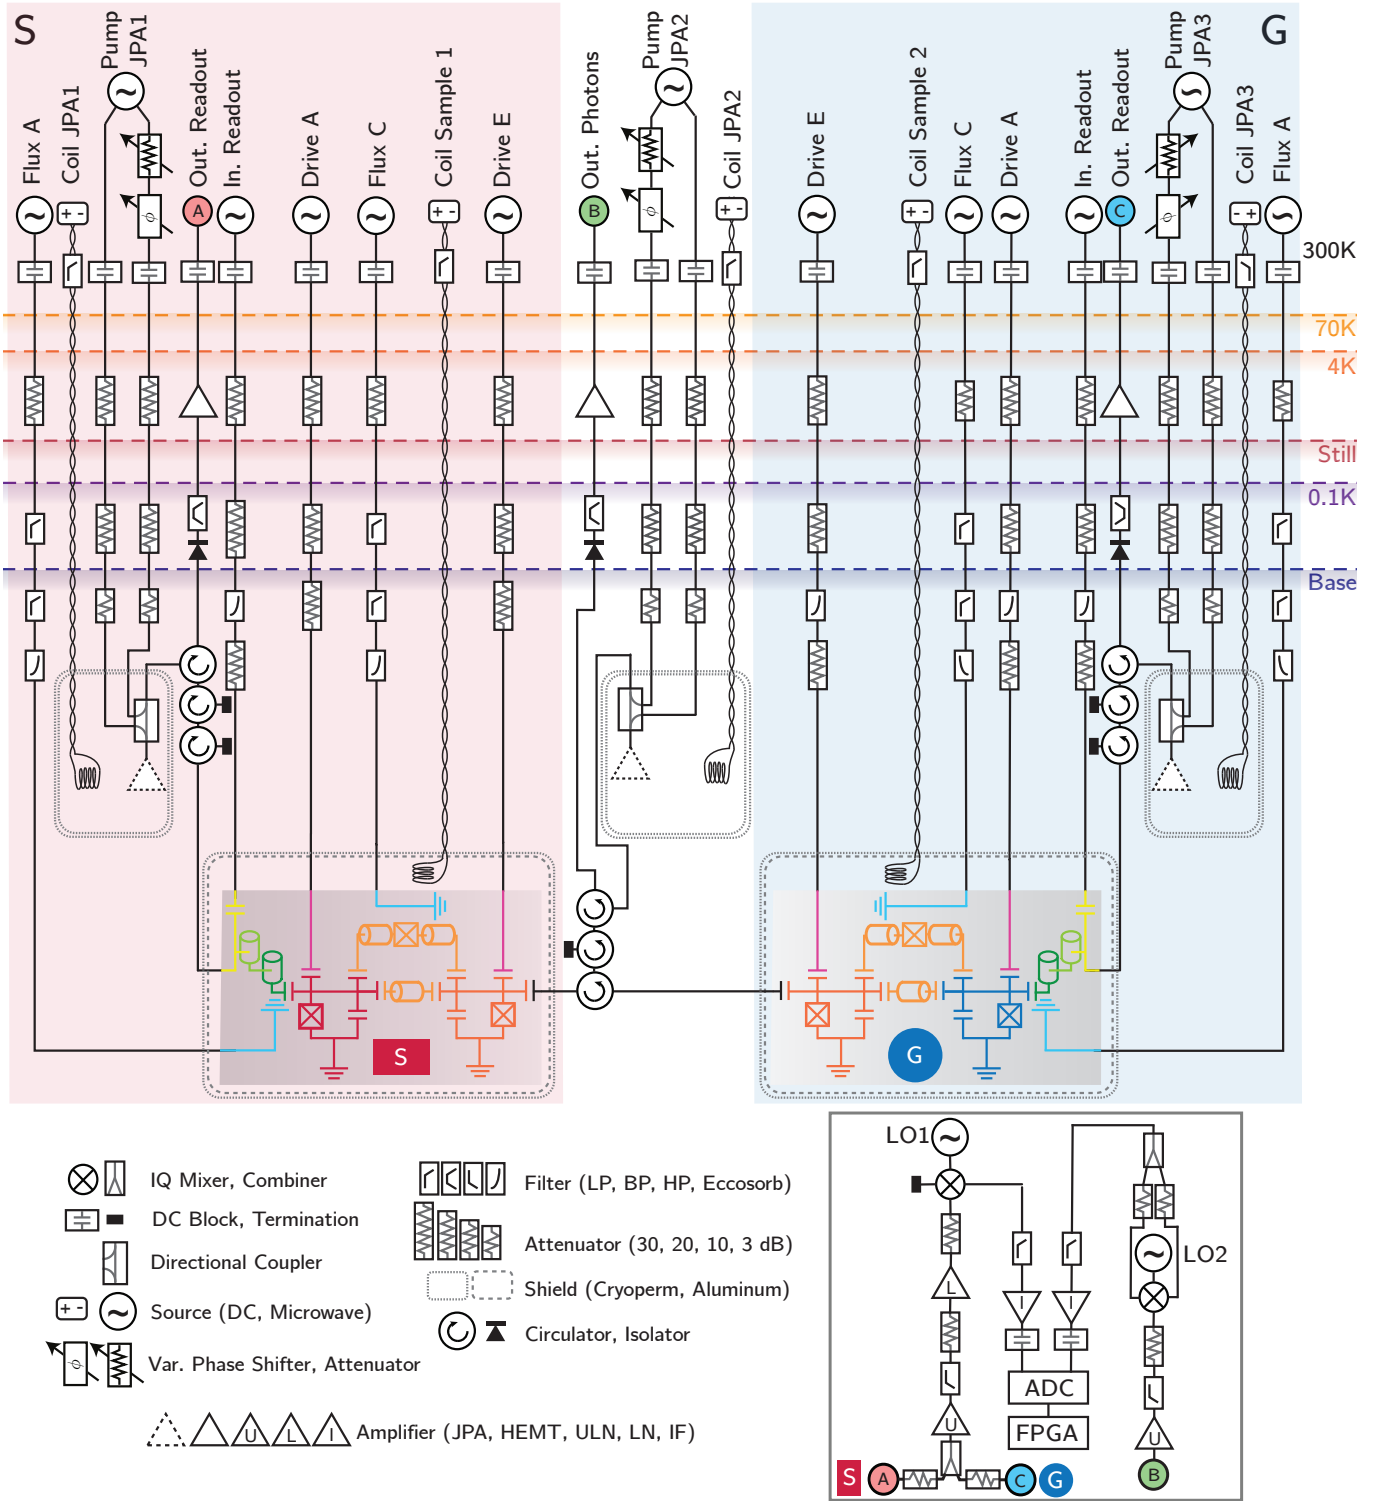 S
G
Flux A
Coil JPA1
Pump
JPA1
Out. Readout
In. Readout
Drive A
Flux C
Coil Sample 1
Drive E
Out. Photons
Pump
JPA2
Coil JPA2
Drive E
Coil Sample 2
Flux C
Drive A
In. Readout
Out. Readout
Pump
JPA3
Coil JPA3
Flux A
A
B
C
+ -
+ -
+ -
+ -
- +
ϕ
ϕ
ϕ
300K
70K
4K
Still
0.1K
Base
S
G
IQ Mixer, Combiner
DC Block, Termination
Directional Coupler
+ -
Source (DC, Microwave)
ϕ
Var. Phase Shifter, Attenuator
Filter (LP, BP, HP, Eccosorb)
Attenuator (30, 20, 10, 3 dB)
Shield (Cryoperm, Aluminum)
Circulator, Isolator
U
L
I
Amplifier (JPA, HEMT, ULN, LN, IF)
LO1
LO2
L
I
I
ADC
FPGA
U
U
S
A
C
G
B